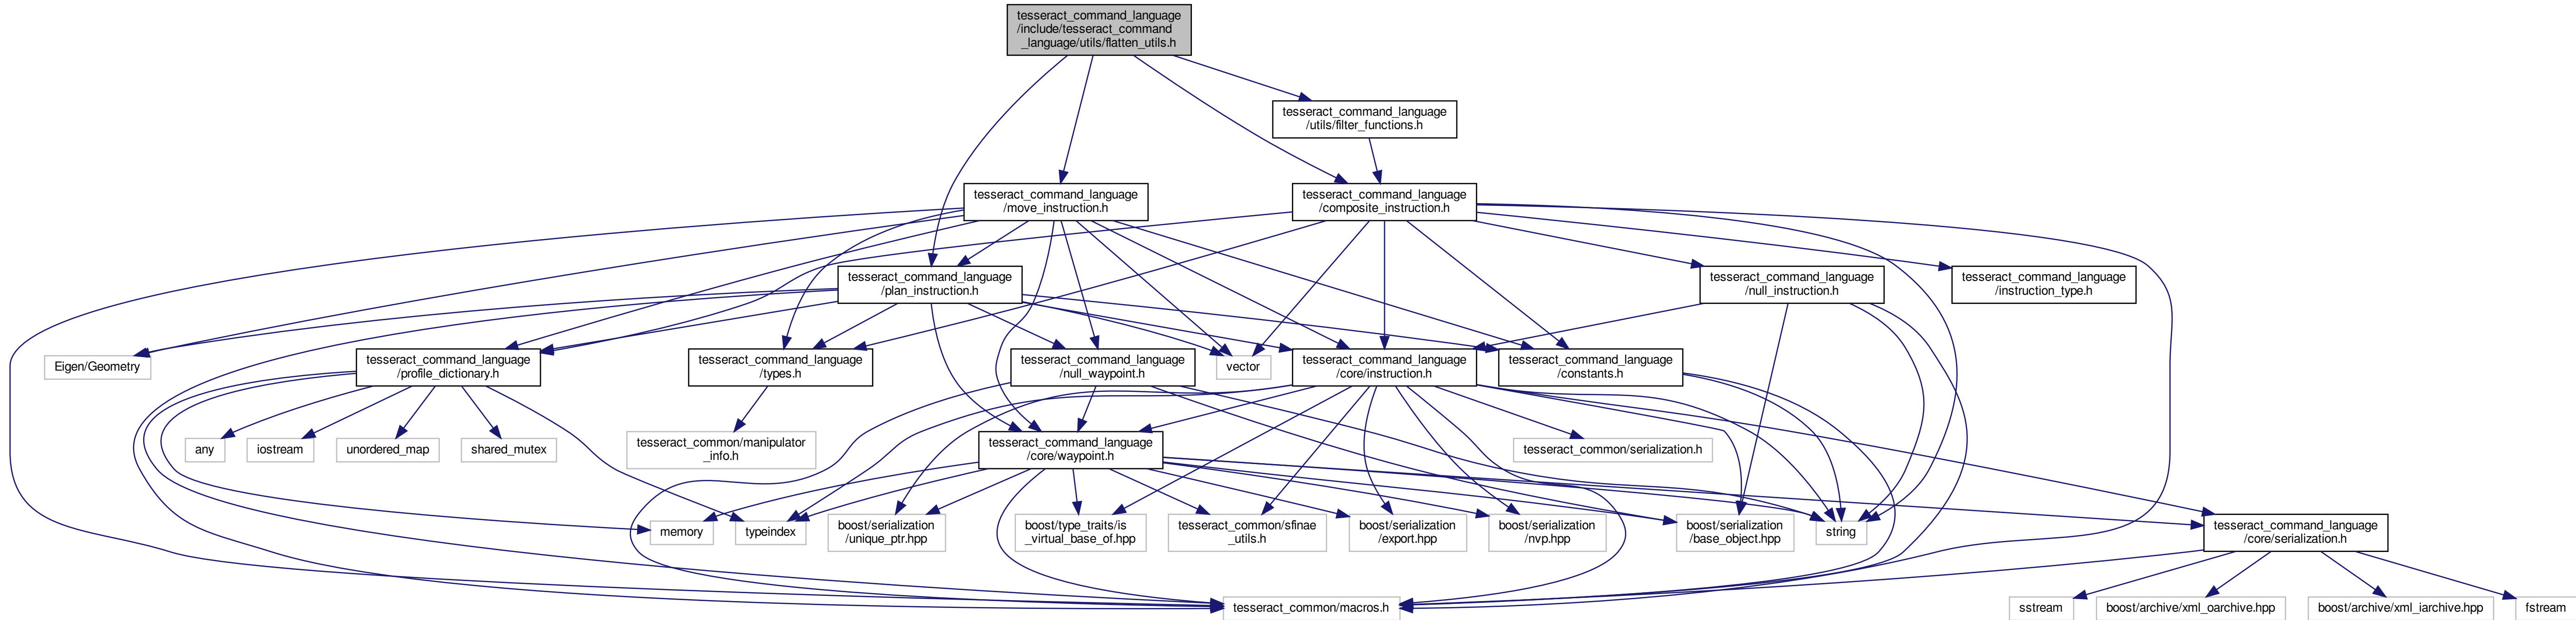 tesseract_command_language
/include/tesseract_command
_language/utils/flatten_utils.h
tesseract_command_language
/utils/filter_functions.h
tesseract_command_language
/move_instruction.h
tesseract_command_language
/composite_instruction.h
tesseract_command_language
/plan_instruction.h
tesseract_command_language
/null_instruction.h
tesseract_command_language
/instruction_type.h
Eigen/Geometry
tesseract_command_language
/profile_dictionary.h
tesseract_command_language
/types.h
tesseract_command_language
/null_waypoint.h
vector
tesseract_command_language
/core/instruction.h
tesseract_command_language
/constants.h
any
iostream
unordered_map
shared_mutex
tesseract_common/manipulator
_info.h
tesseract_command_language
/core/waypoint.h
tesseract_common/serialization.h
memory
typeindex
boost/serialization
/unique_ptr.hpp
boost/type_traits/is
_virtual_base_of.hpp
tesseract_common/sfinae
_utils.h
boost/serialization
/export.hpp
boost/serialization
/nvp.hpp
boost/serialization
/base_object.hpp
string
tesseract_command_language
/core/serialization.h
tesseract_common/macros.h
sstream
boost/archive/xml_oarchive.hpp
boost/archive/xml_iarchive.hpp
fstream